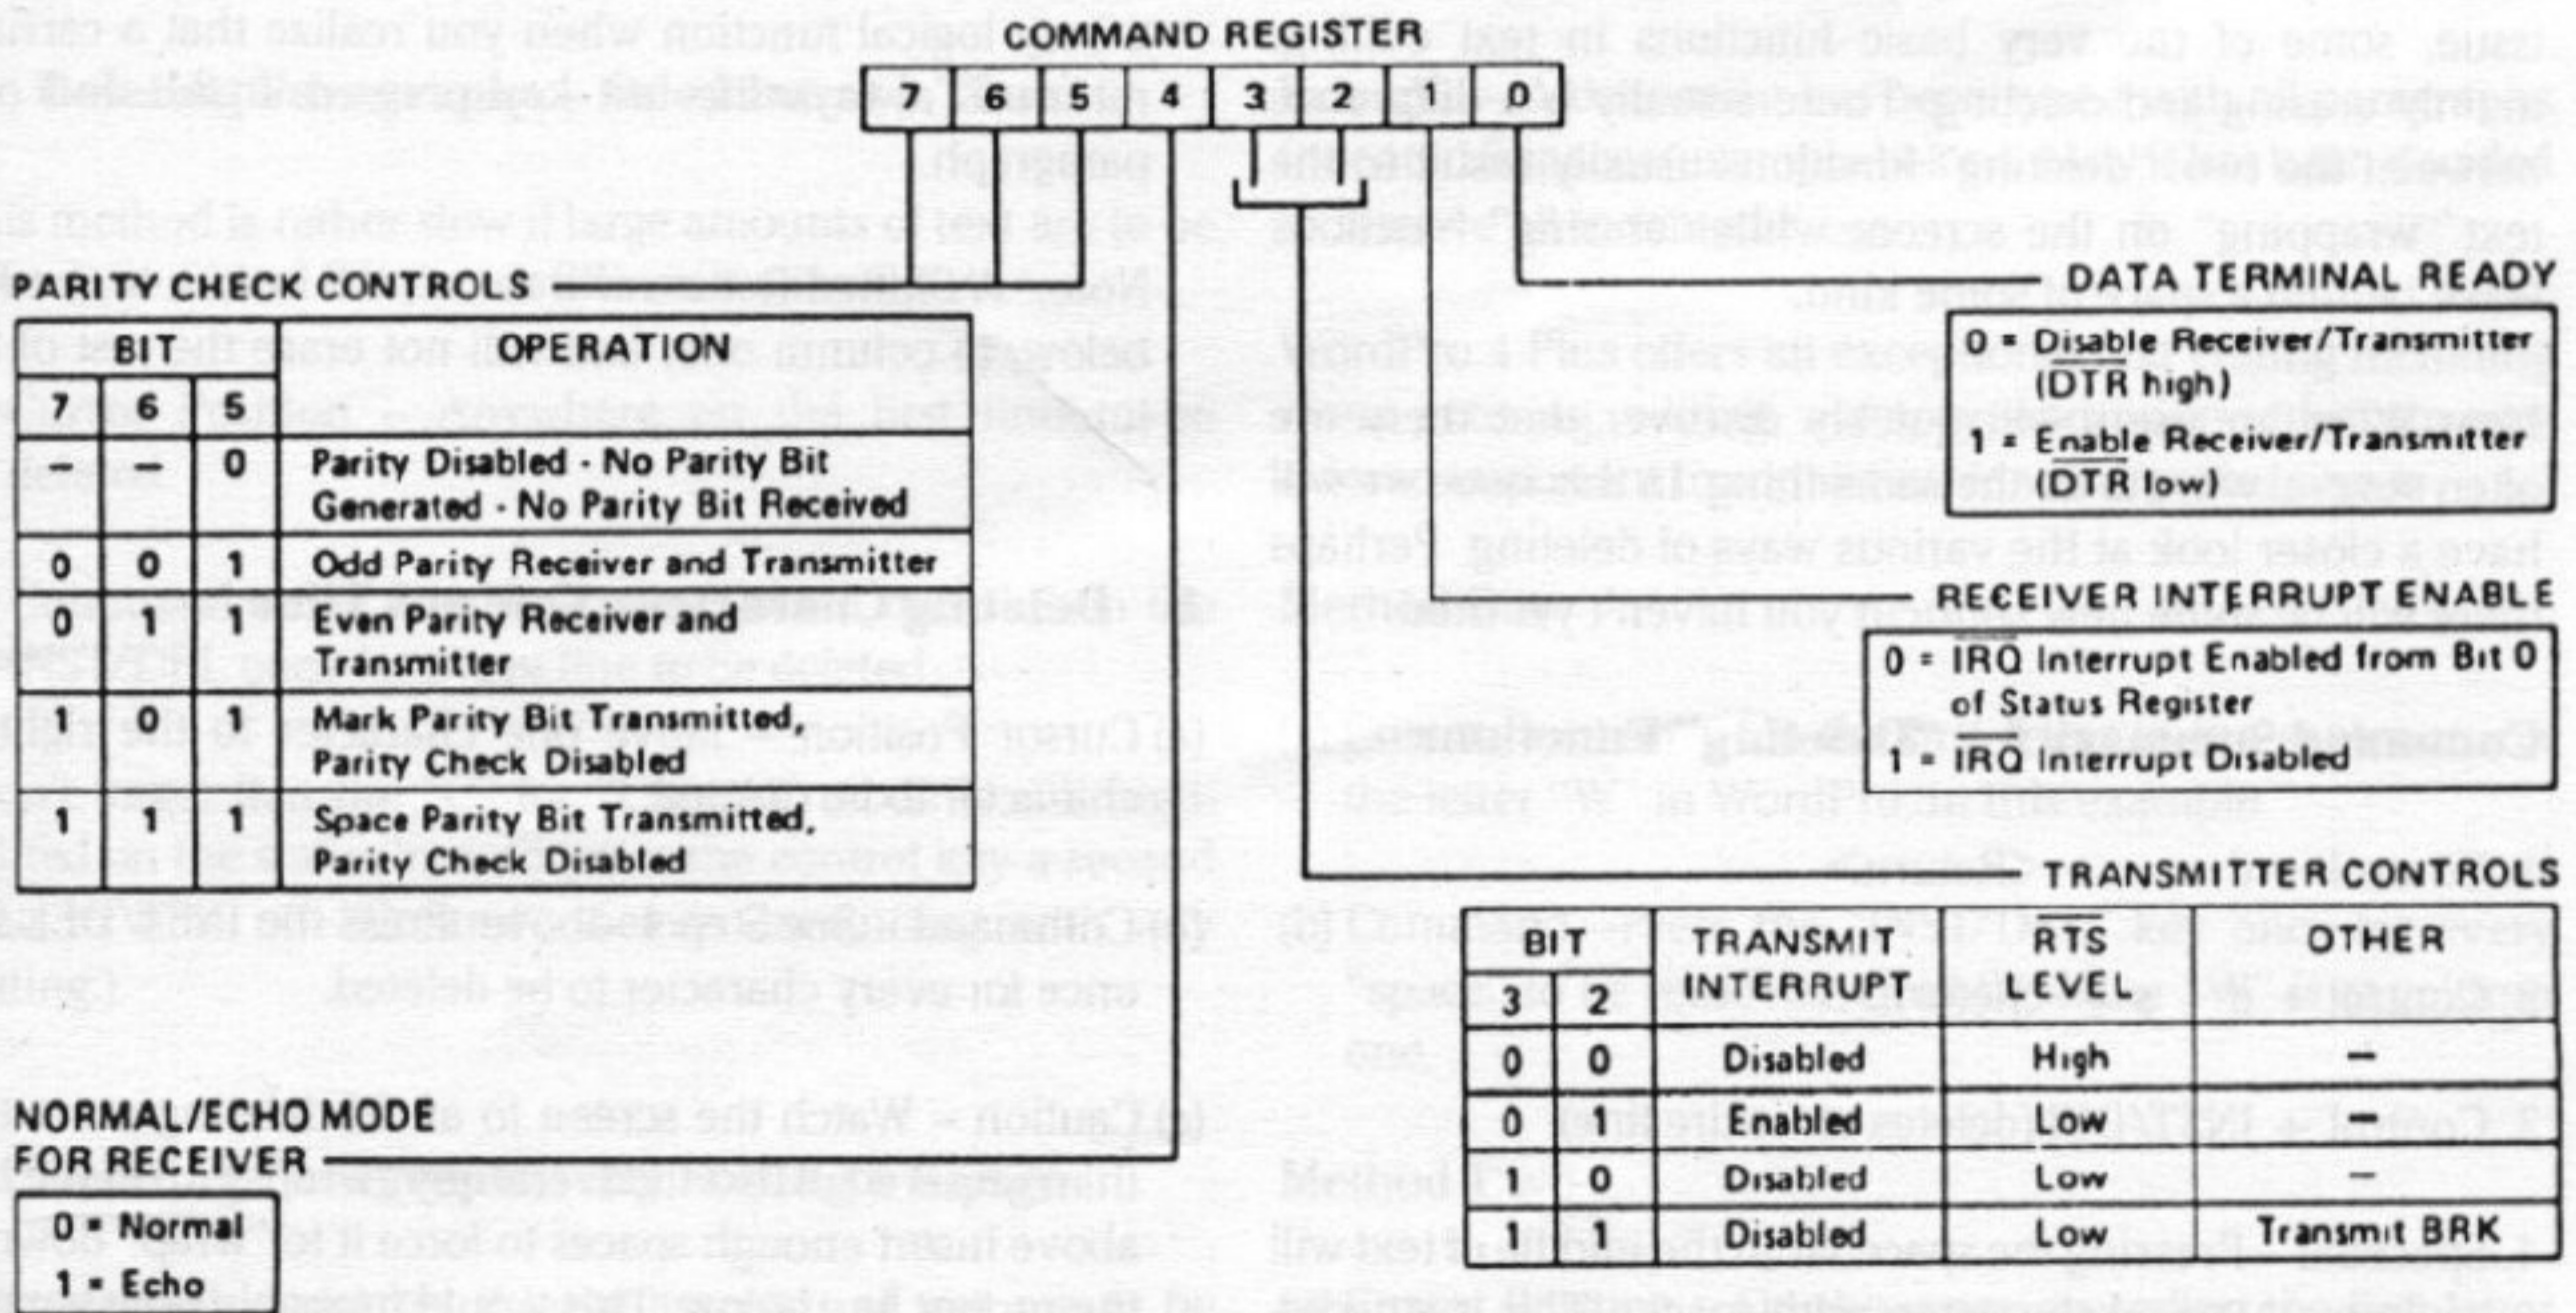 COMMAND REGISTER
7 6 5 4 3 2 1 0
PARITY CHECK CONTROLS
BIT OPERATION
7 6 5
– – 0 Parity Disabled - No Parity Bit
Generated - No Parity Bit Received
0 0 1 Odd Parity Receiver and Transmitter
0 1 1 Even Parity Receiver and
Transmitter
1 0 1 Mark Parity Bit Transmitted,
Parity Check Disabled
1 1 1 Space Parity Bit Transmitted,
Parity Check Disabled
NORMAL/ECHO MODE
FOR RECEIVER
0 = Normal
1 = Echo
DATA TERMINAL READY
0 = Disable Receiver/Transmitter
(D̅T̅R̅ high)
1 = Enable Receiver/Transmitter
(D̅T̅R̅ low)
RECEIVER INTERRUPT ENABLE
0 = I̅R̅Q̅ Interrupt Enabled from Bit 0
of Status Register
1 = I̅R̅Q̅ Interrupt Disabled
TRANSMITTER CONTROLS
BIT TRANSMIT R̅T̅S̅ OTHER
3 2 INTERRUPT LEVEL
0 0 Disabled High –
0 1 Enabled Low –
1 0 Disabled Low –
1 1 Disabled Low Transmit BRK